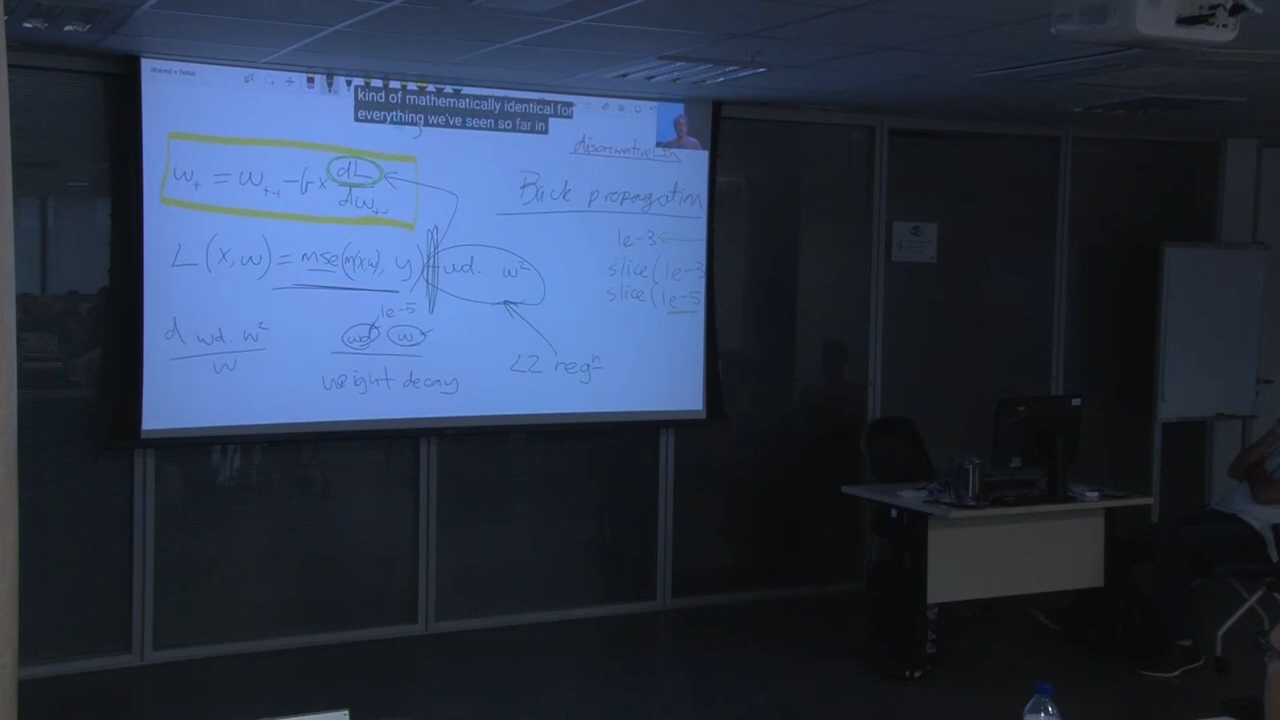 kind of mathematically identical for
everything we've seen so far in
discriminative LR
w_t = w_t-1 - lr × dL/dw_t-1
Back propagation
1e-3
L(x,w) = mse(m(x,w), y) + wd. w²
slice(1e-3
slice(1e-5
1e-5
d wd. w²
w
wd w
L2 regⁿ
weight decay